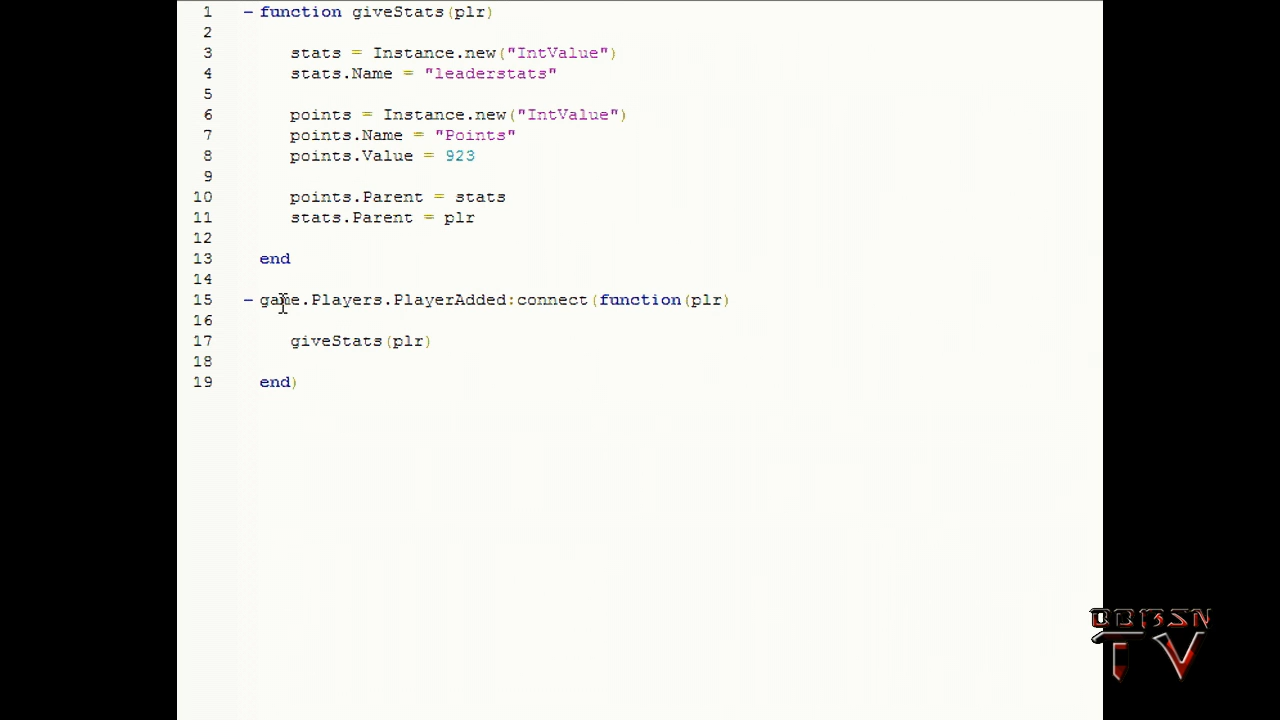 1 - function giveStats(plr)
2
3 stats = Instance.new("IntValue")
4 stats.Name = "leaderstats"
5
6 points = Instance.new("IntValue")
7 points.Name = "Points"
8 points.Value = 923
9
10 points.Parent = stats
11 stats.Parent = plr
12
13 end
14
15 - game.Players.PlayerAdded:connect(function(plr)
16
17 giveStats(plr)
18
19 end)
TV